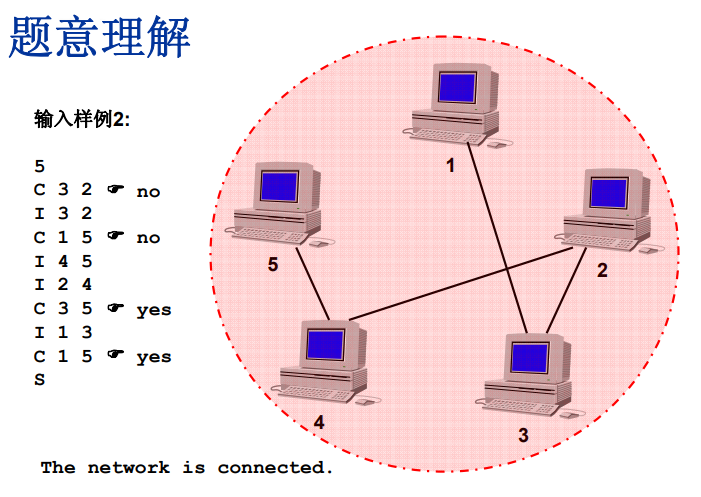 题意理解
输入样例2:
5
C 3 2 ☞ no
I 3 2
C 1 5 ☞ no
I 4 5
I 2 4
C 3 5 ☞ yes
I 1 3
C 1 5 ☞ yes
S
1
5
2
4
3
The network is connected.